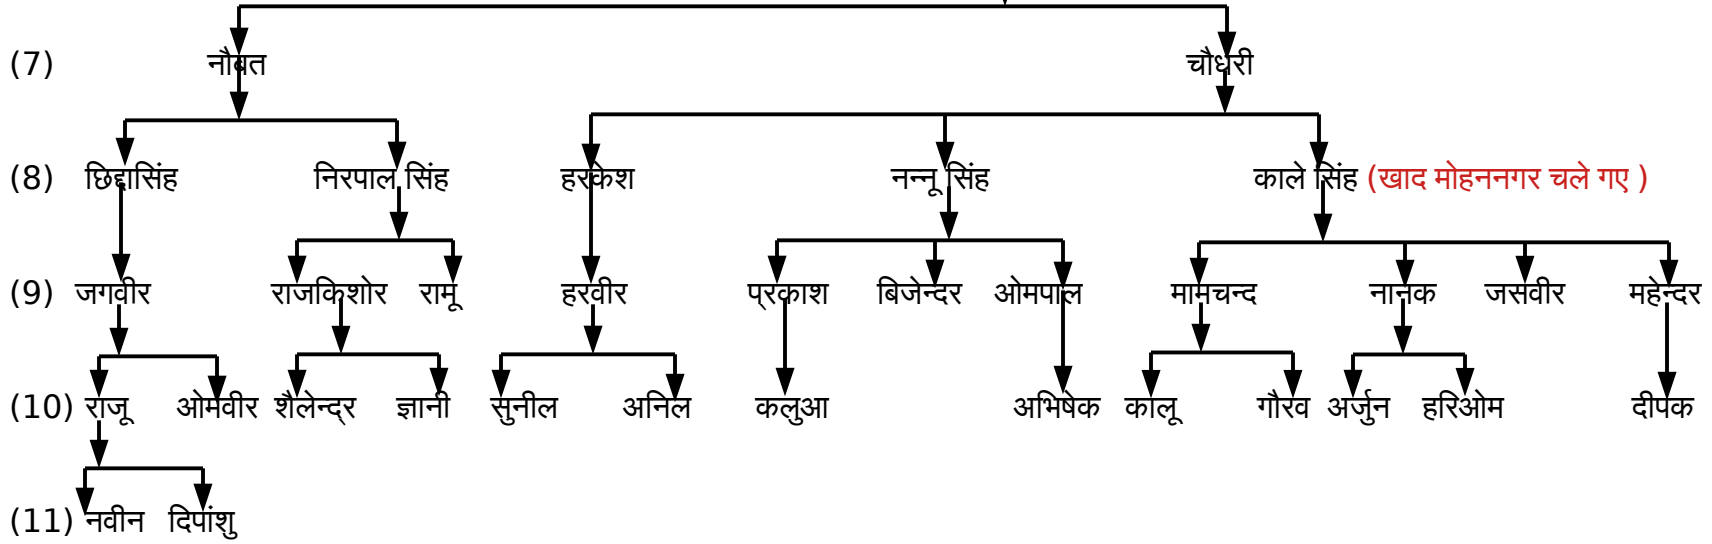 (7) नौबत चौधरी
(8) छिद्दासिंह निरपाल सिंह हरकेश नन्नू सिंह काले सिंह (खाद मोहननगर चले गए )
(9) जगवीर राजकिशोर रामू हरवीर प्रकाश बिजेन्दर ओमपाल मामचन्द नानक जसवीर महेन्दर
(10) राजू ओमवीर शैलेन्द्र ज्ञानी सुनील अनिल कलुआ अभिषेक कालू गौरव अर्जुन हरिओम दीपक
(11) नवीन दिपांशु